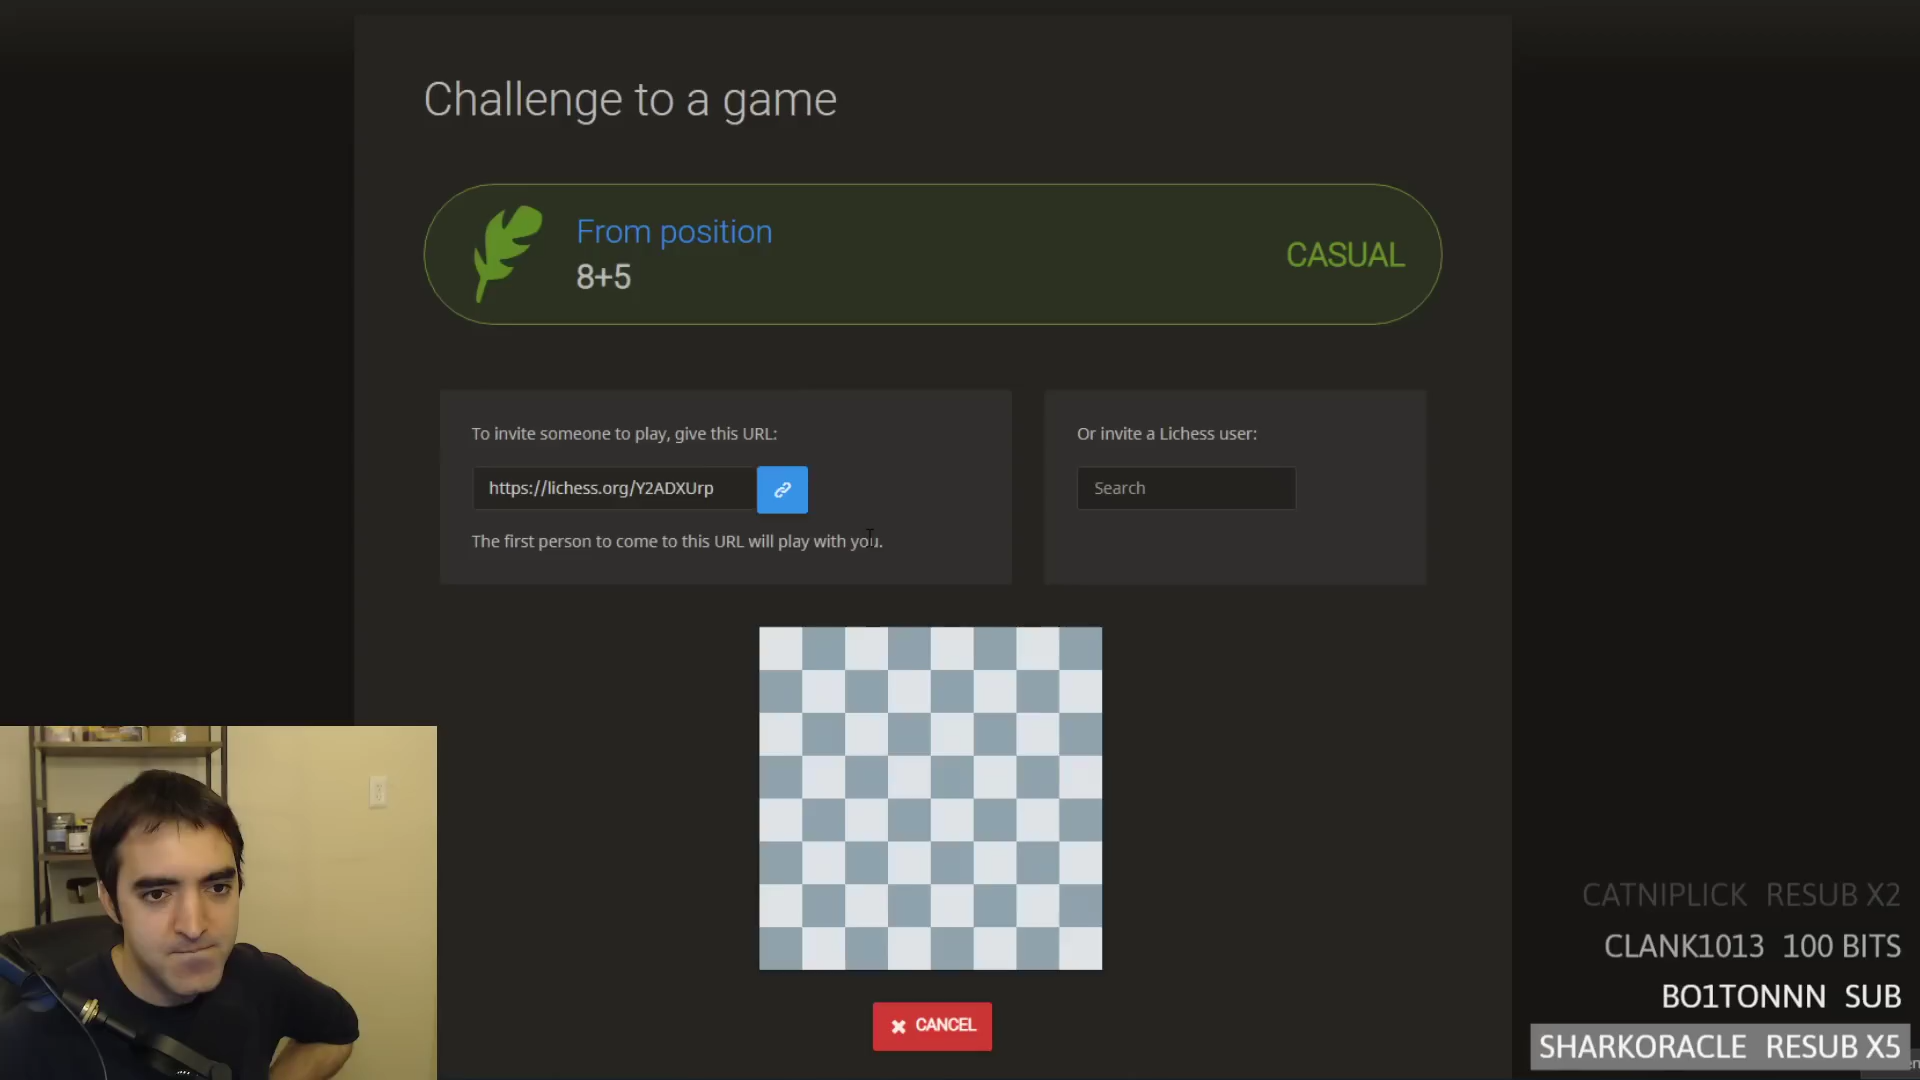 Challenge to a game
From position
8+5
CASUAL
To invite someone to play, give this URL:
https://lichess.org/Y2ADXUrp
The first person to come to this URL will play with you.
Or invite a Lichess user:
Search
CANCEL
CATNIPLICK RESUB X2
CLANK1013 100 BITS
BO1TONNN SUB
SHARKORACLE RESUB X5